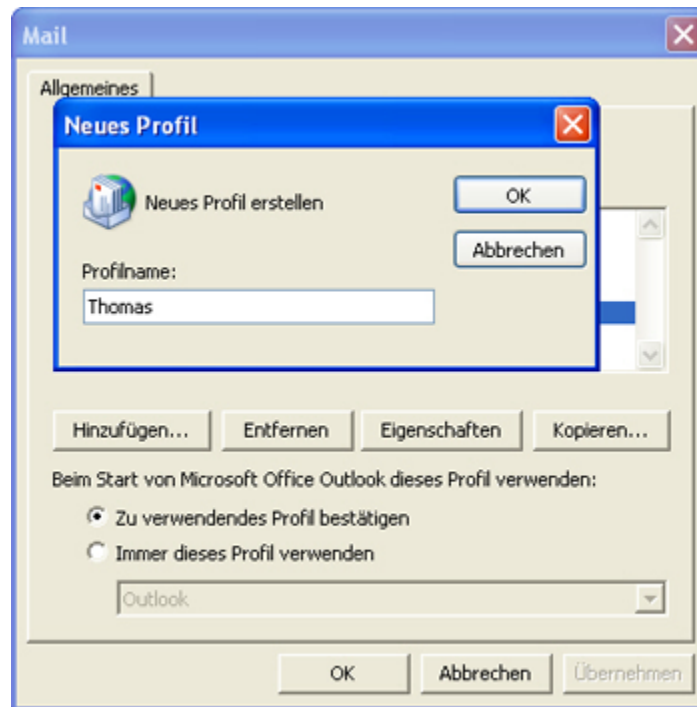 Mail
Allgemeines
Neues Profil
Neues Profil erstellen
OK
Abbrechen
Profilname:
Thomas
Hinzufügen... Entfernen Eigenschaften Kopieren...
Beim Start von Microsoft Office Outlook dieses Profil verwenden:
Zu verwendendes Profil bestätigen
Immer dieses Profil verwenden
Outlook
OK Abbrechen Übernehmen